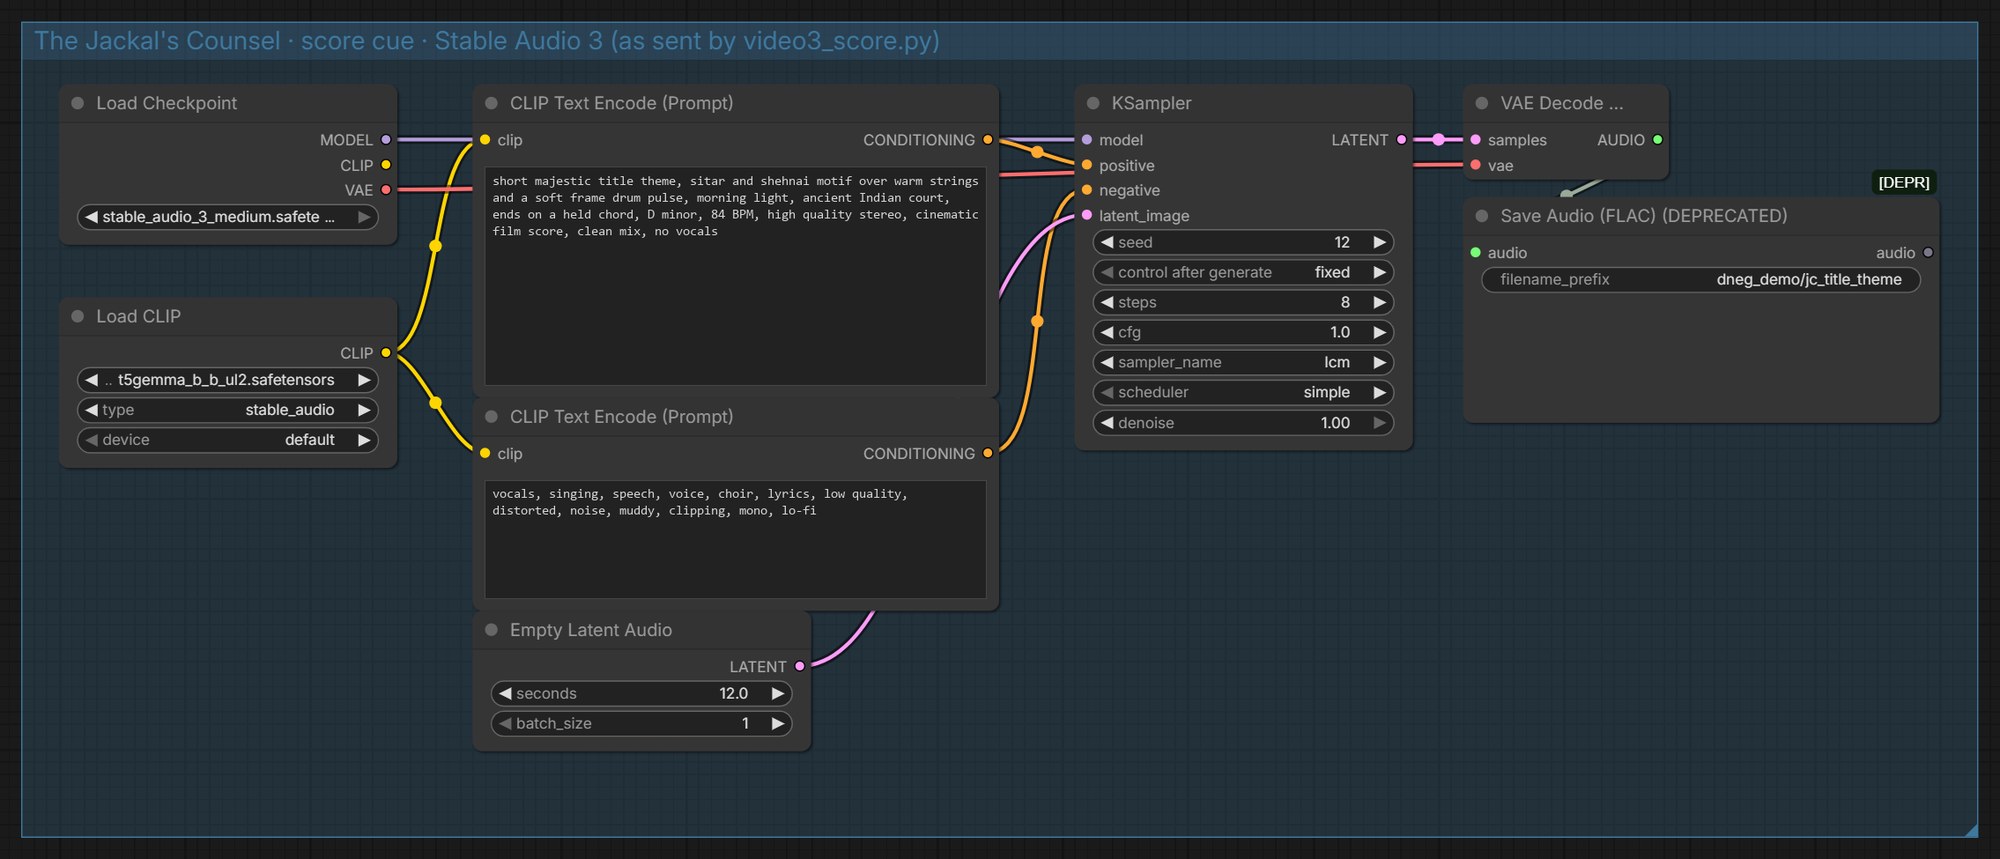 The Jackal's Counsel · score cue · Stable Audio 3 (as sent by video3_score.py)
Load Checkpoint
MODEL
CLIP
VAE
stable_audio_3_medium.safete ...
Load CLIP
CLIP
.. t5gemma_b_b_ul2.safetensors
type stable_audio
device default
CLIP Text Encode (Prompt)
clip CONDITIONING
short majestic title theme, sitar and shehnai motif over warm strings
and a soft frame drum pulse, morning light, ancient Indian court,
ends on a held chord, D minor, 84 BPM, high quality stereo, cinematic
film score, clean mix, no vocals
CLIP Text Encode (Prompt)
clip CONDITIONING
vocals, singing, speech, voice, choir, lyrics, low quality,
distorted, noise, muddy, clipping, mono, lo-fi
Empty Latent Audio
LATENT
seconds 12.0
batch_size 1
KSampler
model LATENT
positive
negative
latent_image
seed 12
control after generate fixed
steps 8
cfg 1.0
sampler_name lcm
scheduler simple
denoise 1.00
VAE Decode ...
samples AUDIO
vae
[DEPR]
Save Audio (FLAC) (DEPRECATED)
audio audio
filename_prefix dneg_demo/jc_title_theme